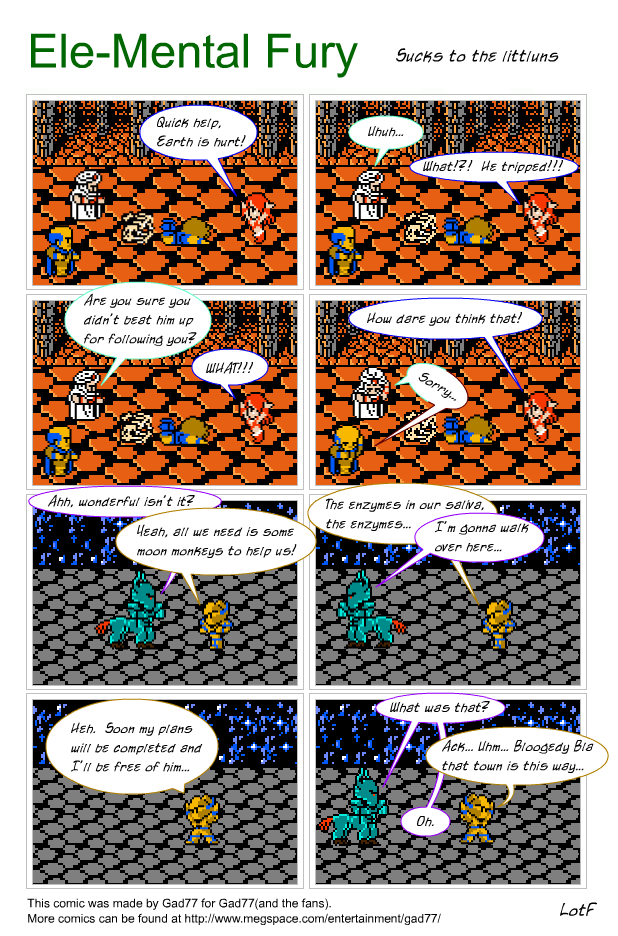 Ele-Mental Fury
Sucks to the littluns
Quick help,
Earth is hurt!
Uhuh...
What!?! He tripped!!!
Are you sure you
didn't beat him up
for following you?
WHAT!!!
How dare you think that!
Sorry...
Ahh, wonderful isn't it?
Yeah, all we need is some
moon monkeys to help us!
The enzymes in our saliva,
the enzymes...
I'm gonna walk
over here...
Heh. Soon my plans
will be completed and
I'll be free of him...
What was that?
Ack... Uhm... Bloogedy Bla
that town is this way...
Oh.
This comic was made by Gad77 for Gad77(and the fans).
More comics can be found at http://www.megspace.com/entertainment/gad77/
LotF